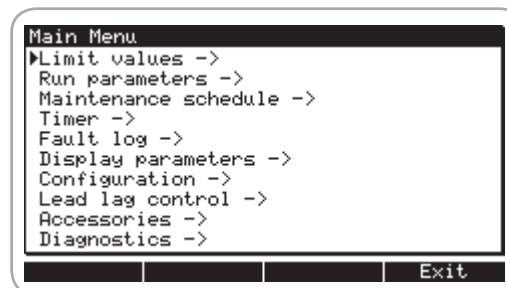 Main Menu
▶Limit values ->
Run parameters ->
Maintenance schedule ->
Timer ->
Fault log ->
Display parameters ->
Configuration ->
Lead lag control ->
Accessories ->
Diagnostics ->
Exit